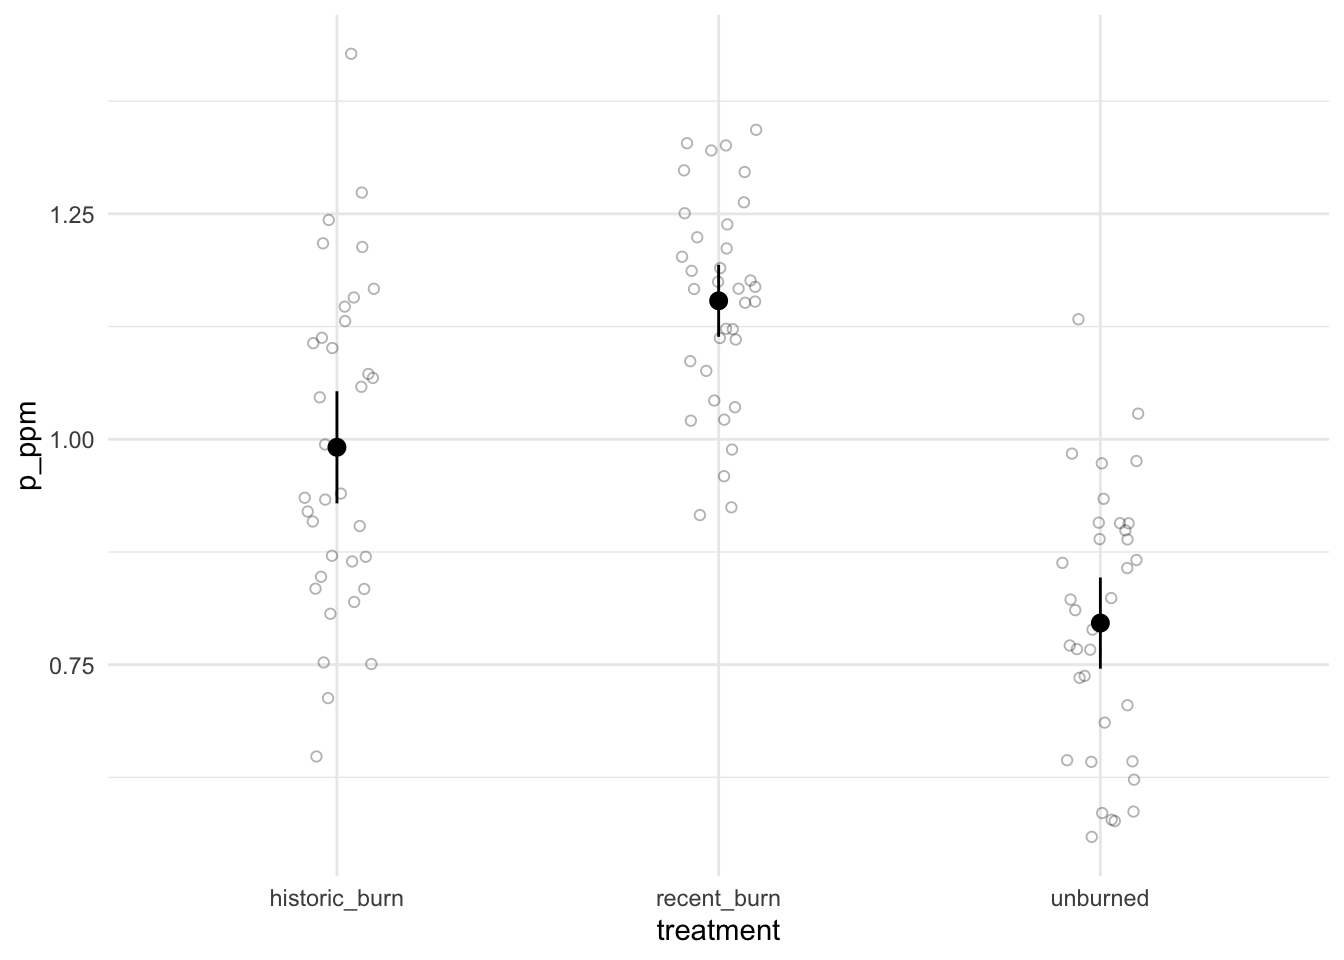 p_ppm
1.25
1.00
0.75
historic_burn
recent_burn
unburned
treatment